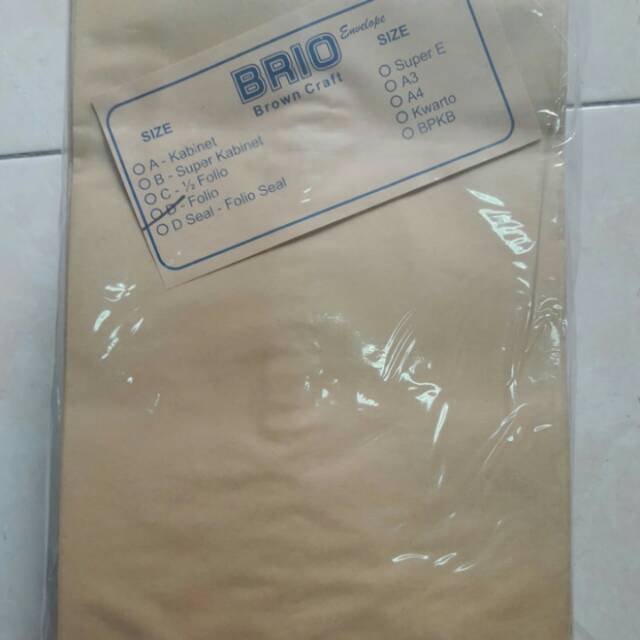 BRIO Envelope
Brown Craft
SIZE
A - Kabinet
B - Super Kabinet
C - ½ Folio
D - Folio
D Seal - Folio Seal
SIZE
Super E
A3
A4
Kwarto
BPKB